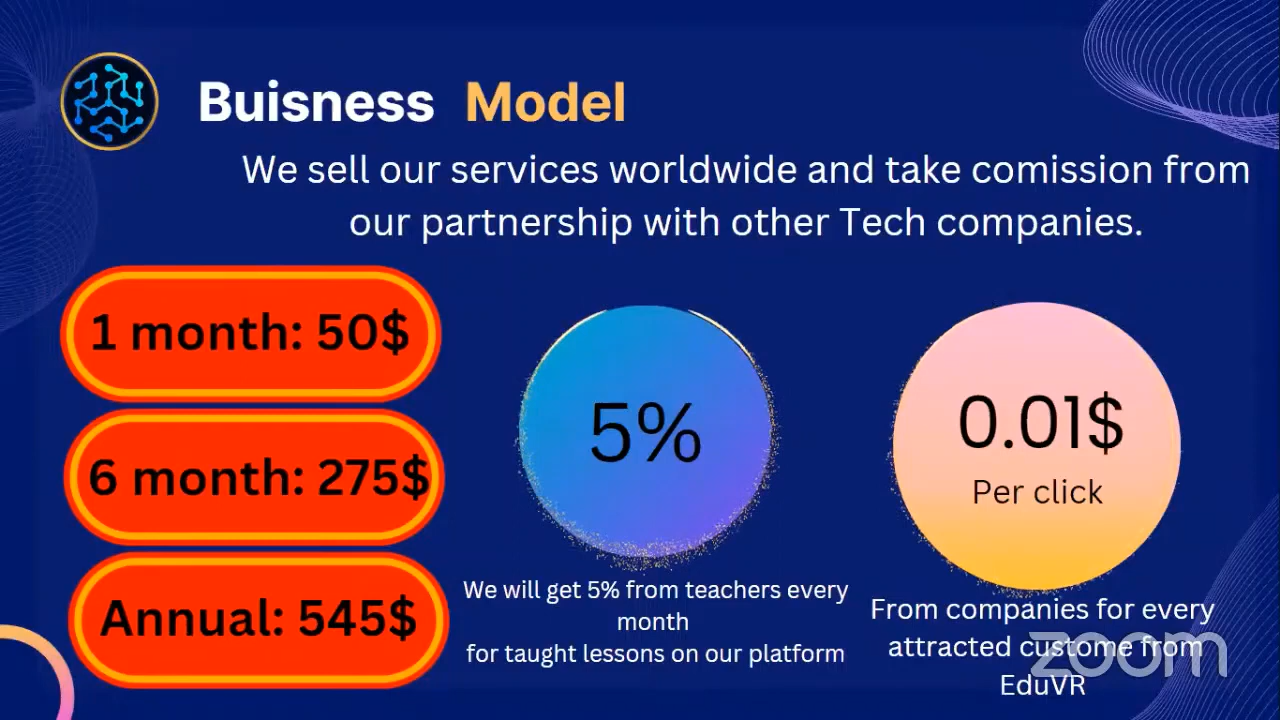 Buisness Model
We sell our services worldwide and take comission from
our partnership with other Tech companies.
1 month: 50$
6 month: 275$
Annual: 545$
5%
We will get 5% from teachers every
month
for taught lessons on our platform
0.01$
Per click
From companies for every
attracted custome from
EduVR
zoom